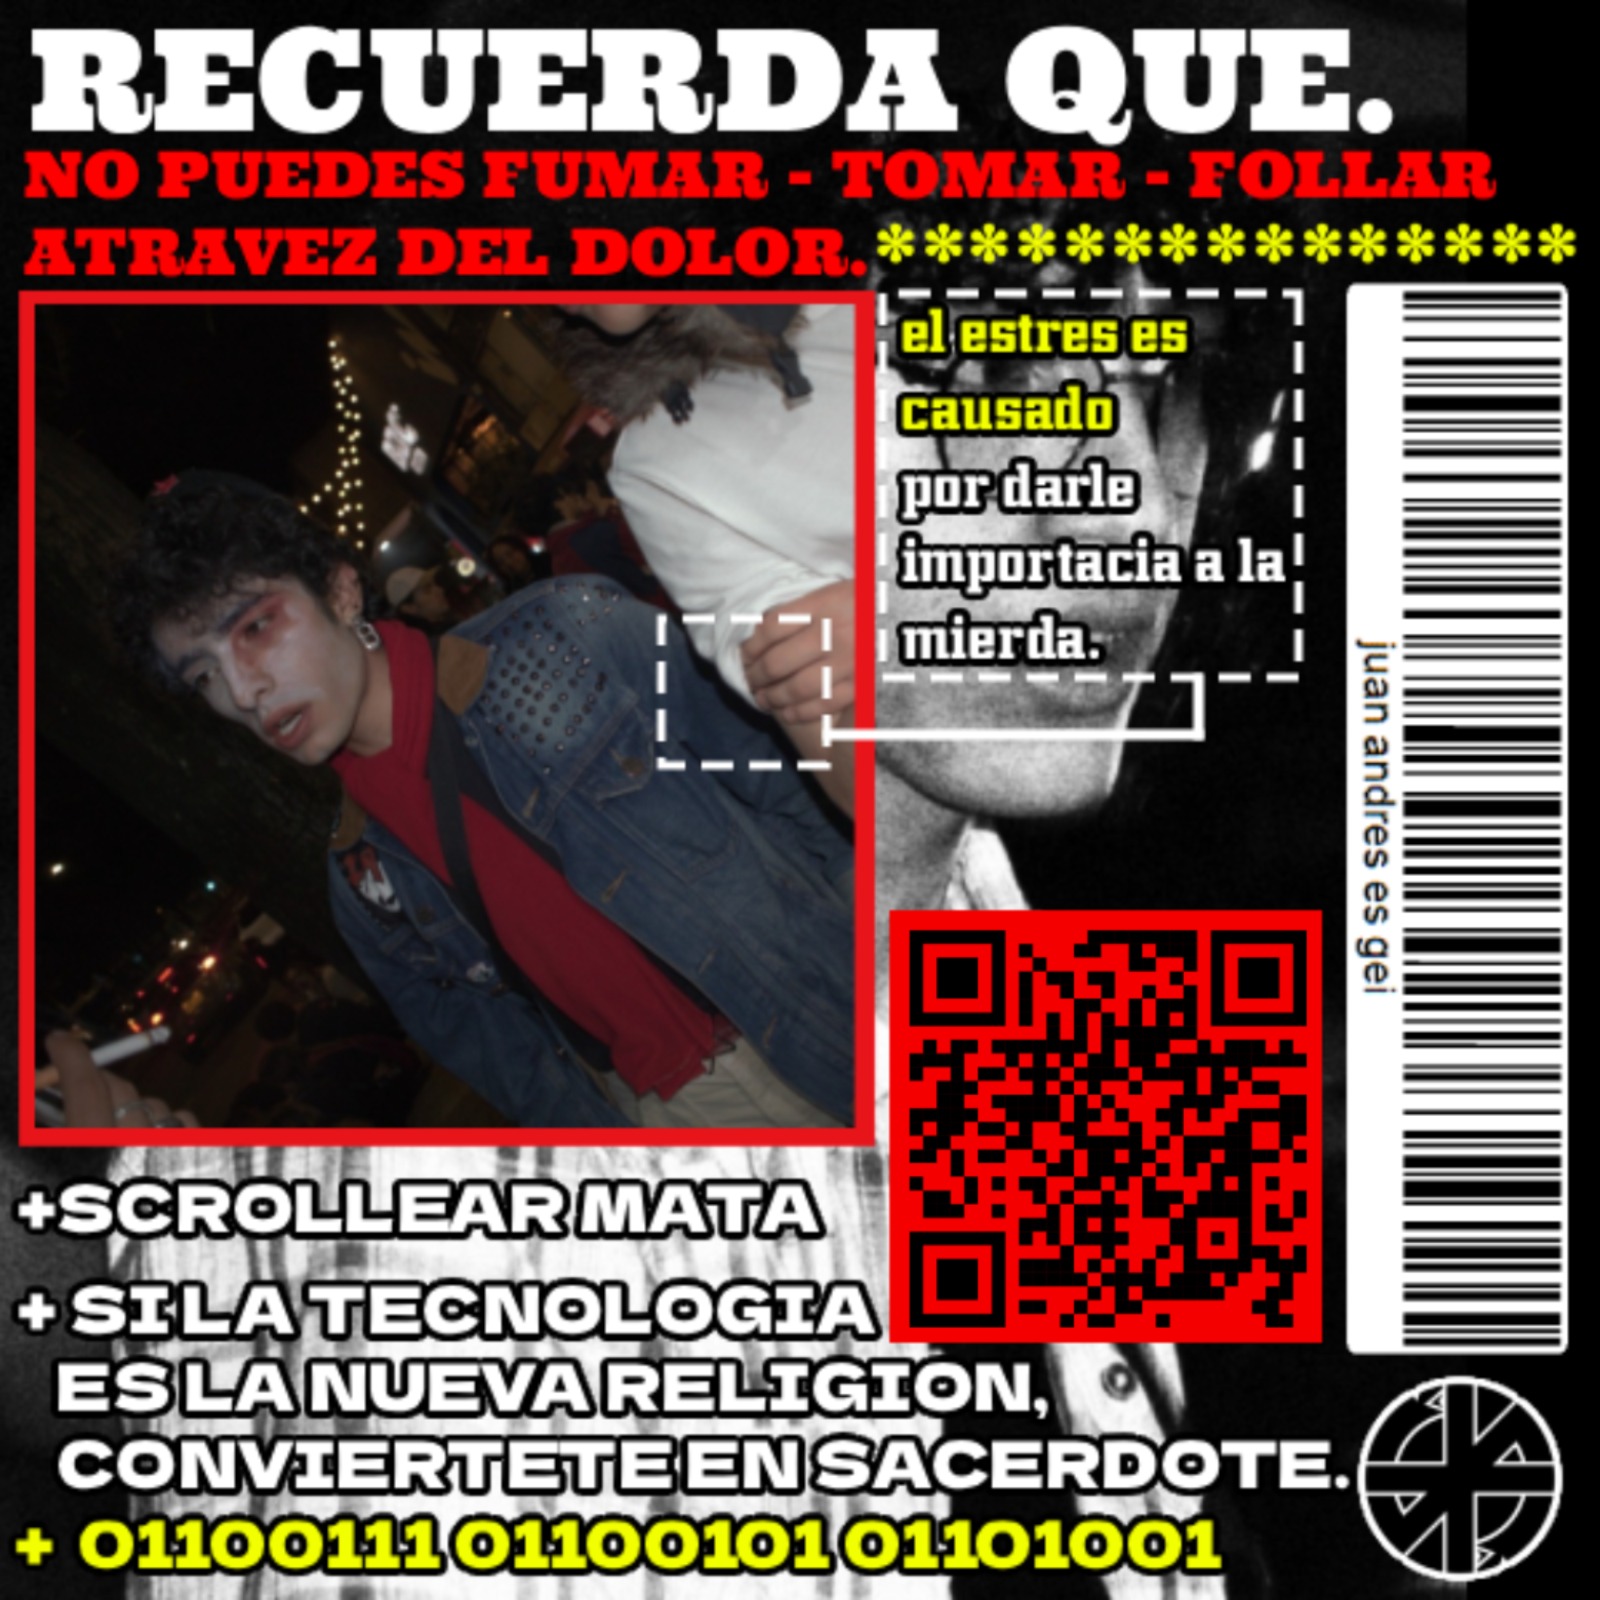 RECUERDA QUE.
NO PUEDES FUMAR - TOMAR - FOLLAR
ATRAVEZ DEL DOLOR.***************
el estres es
causado
por darle
importacia a la
mierda.
juan andres es gei
+SCROLLEAR MATA
+ SI LA TECNOLOGIA
ES LA NUEVA RELIGION,
CONVIERTETE EN SACERDOTE.
+ 01100111 01100101 01101001